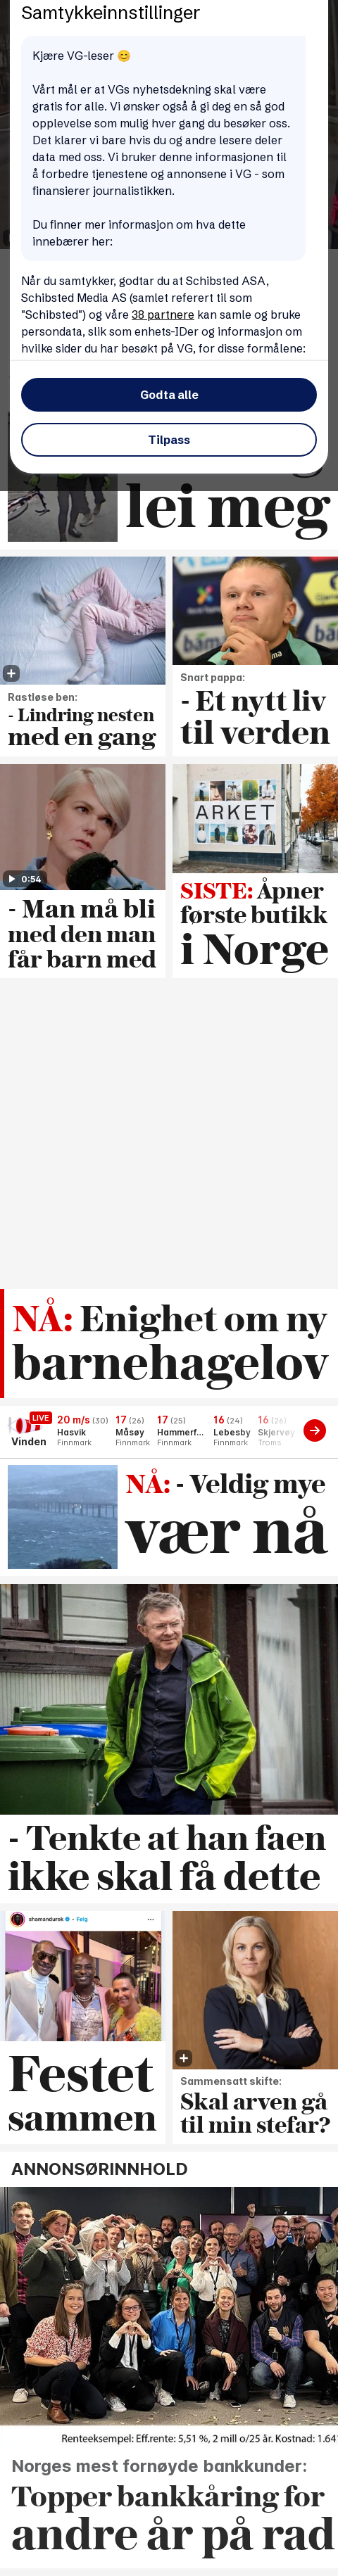 Samtykkeinnstillinger
Kjære VG-leser 😊
Vårt mål er at VGs nyhetsdekning skal være
gratis for alle. Vi ønsker også å gi deg en så god
opplevelse som mulig hver gang du besøker oss.
Det klarer vi bare hvis du og andre lesere deler
data med oss. Vi bruker denne informasjonen til
å forbedre tjenestene og annonsene i VG - som
finansierer journalistikken.
Du finner mer informasjon om hva dette
innebærer her:
Når du samtykker, godtar du at Schibsted ASA,
Schibsted Media AS (samlet referert til som
"Schibsted") og våre 38 partnere kan samle og bruke
persondata, slik som enhets-IDer og informasjon om
hvilke sider du har besøkt på VG, for disse formålene:
Godta alle
Tilpass
lei meg
Rastløse ben:
- Lindring nesten
med en gang
Snart pappa:
- Et nytt liv
til verden
0:54
- Man må bli
med den man
får barn med
ARKET
SISTE: Åpner
første butikk
i Norge
NÅ: Enighet om ny
barnehagelov
LIVE
Vinden
20 m/s (30)
Hasvik
Finnmark
17 (26)
Måsøy
Finnmark
17 (25)
Hammerf...
Finnmark
16 (24)
Lebesby
Finnmark
16 (26)
Skjervøy
Troms
NÅ: - Veldig mye
vær nå
- Tenkte at han faen
ikke skal få dette
shamandurek • Følg
Festet
sammen
Sammensatt skifte:
Skal arven gå
til min stefar?
ANNONSØRINNHOLD
Renteeksempel: Eff.rente: 5,51 %, 2 mill o/25 år. Kostnad: 1.64
Norges mest fornøyde bankkunder:
Topper bankkåring for
andre år på rad